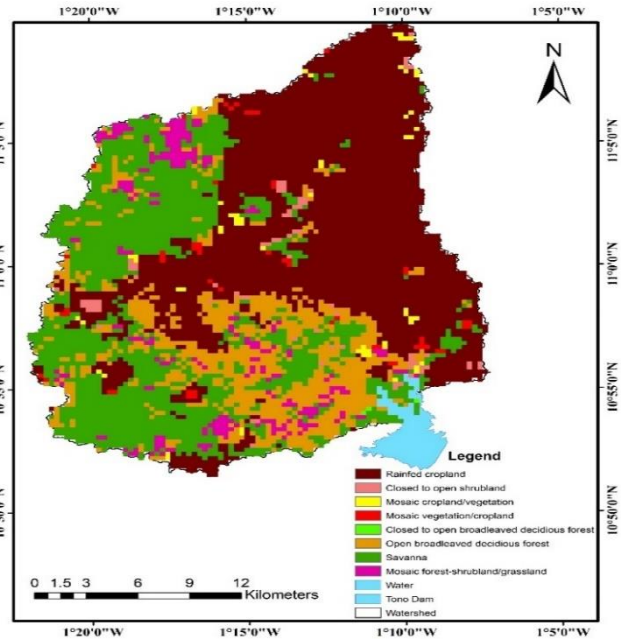 1°20'0"W 1°15'0"W 1°10'0"W 1°5'0"W
N
11°5'0"N
11°0'0"N
10°55'0"N
10°50'0"N
Legend
Rainfed cropland
Closed to open shrubland
Mosaic cropland/vegetation
Mosaic vegetation/cropland
Closed to open broadleaved decidious forest
Open broadleaved decidious forest
Savanna
Mosaic forest-shrubland/grassland
Water
Tono Dam
Watershed
0 1.5 3 6 9 12
Kilometers
1°20'0"W 1°15'0"W 1°10'0"W 1°5'0"W